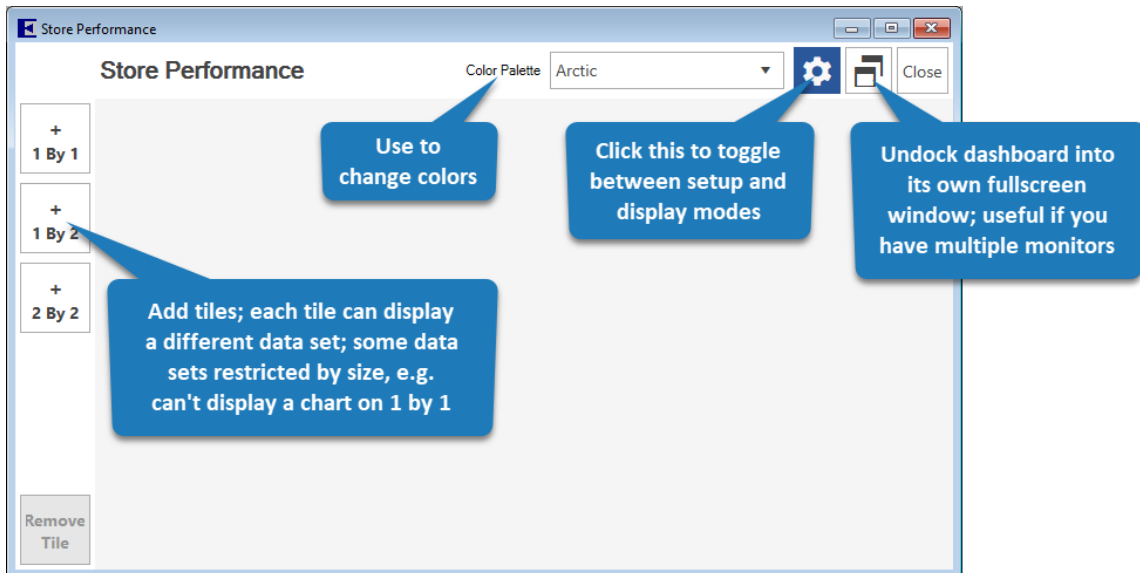 Store Performance
Store Performance
Color Palette
Arctic
Close
+
1 By 1
+
1 By 2
+
2 By 2
Remove
Tile
Use to
change colors
Click this to toggle
between setup and
display modes
Undock dashboard into
its own fullscreen
window; useful if you
have multiple monitors
Add tiles; each tile can display
a different data set; some data
sets restricted by size, e.g.
can't display a chart on 1 by 1